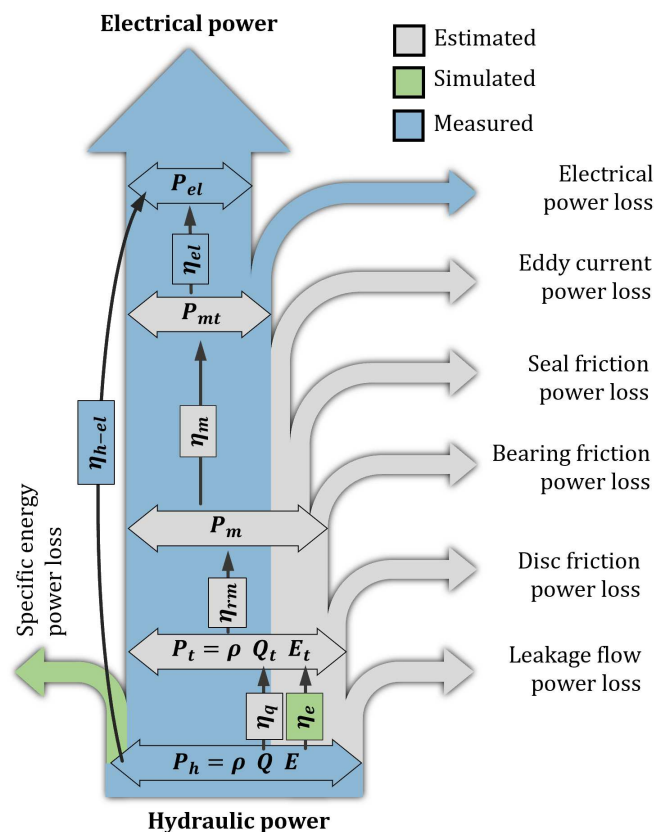 Electrical power
Estimated
Simulated
Measured
P_el
Electrical
power loss
η_el
Eddy current
power loss
P_mt
Seal friction
power loss
η_m
η_h−el
Bearing friction
power loss
P_m
Specific energy
power loss
η_rm
Disc friction
power loss
P_t = ρ Q_t E_t
Leakage flow
power loss
η_q
η_e
P_h = ρ Q E
Hydraulic power